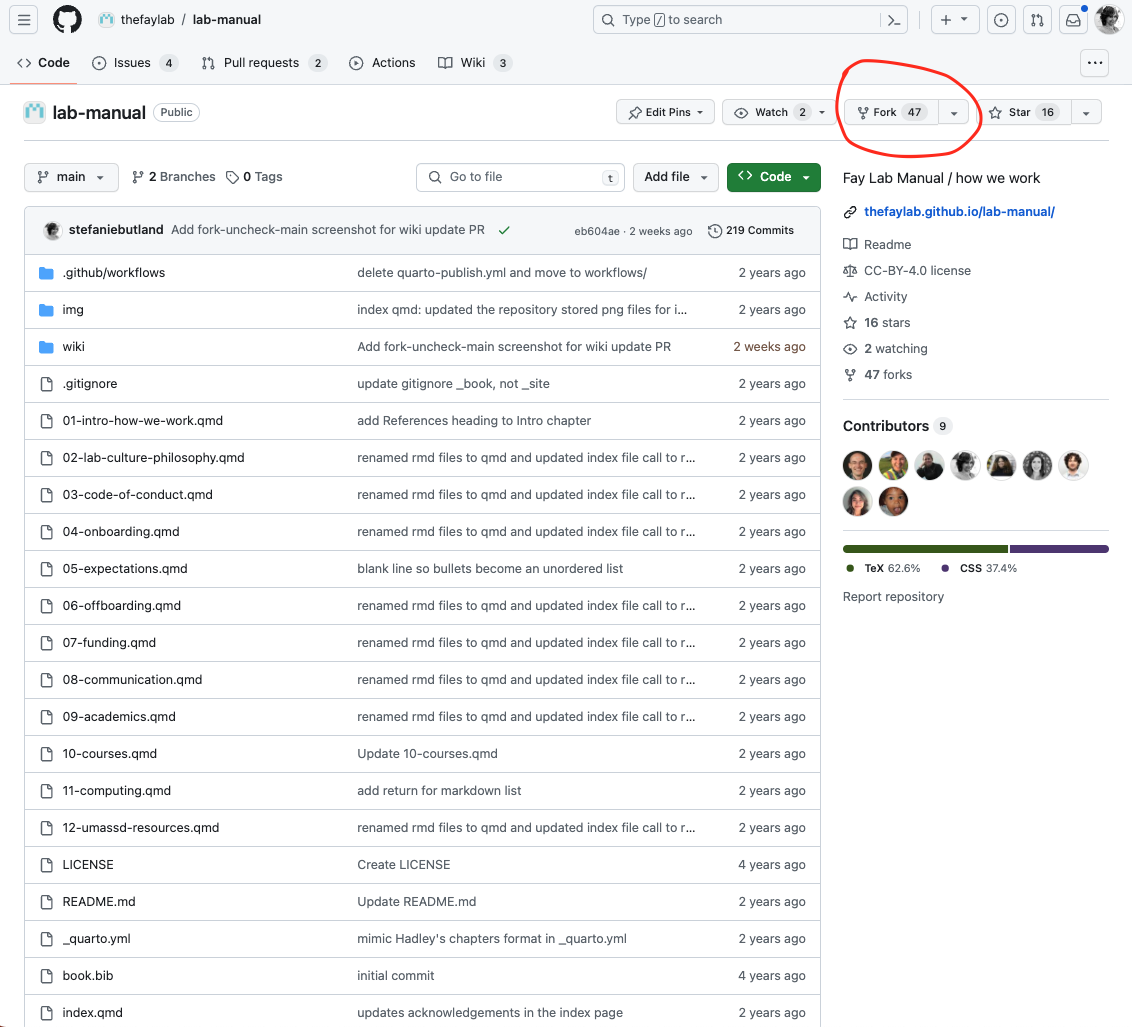 thefaylab / lab-manual
Type / to search
Code
Issues 4
Pull requests 2
Actions
Wiki 3
lab-manual Public
Edit Pins
Watch 2
Fork 47
Star 16
main
2 Branches
0 Tags
Go to file t
Add file
Code
stefaniebutland Add fork-uncheck-main screenshot for wiki update PR
eb604ae · 2 weeks ago
219 Commits
.github/workflows delete quarto-publish.yml and move to workflows/ 2 years ago
img index qmd: updated the repository stored png files for i... 2 years ago
wiki Add fork-uncheck-main screenshot for wiki update PR 2 weeks ago
.gitignore update gitignore _book, not _site 2 years ago
01-intro-how-we-work.qmd add References heading to Intro chapter 2 years ago
02-lab-culture-philosophy.qmd renamed rmd files to qmd and updated index file call to r... 2 years ago
03-code-of-conduct.qmd renamed rmd files to qmd and updated index file call to r... 2 years ago
04-onboarding.qmd renamed rmd files to qmd and updated index file call to r... 2 years ago
05-expectations.qmd blank line so bullets become an unordered list 2 years ago
06-offboarding.qmd renamed rmd files to qmd and updated index file call to r... 2 years ago
07-funding.qmd renamed rmd files to qmd and updated index file call to r... 2 years ago
08-communication.qmd renamed rmd files to qmd and updated index file call to r... 2 years ago
09-academics.qmd renamed rmd files to qmd and updated index file call to r... 2 years ago
10-courses.qmd Update 10-courses.qmd 2 years ago
11-computing.qmd add return for markdown list 2 years ago
12-umassd-resources.qmd renamed rmd files to qmd and updated index file call to r... 2 years ago
LICENSE Create LICENSE 4 years ago
README.md Update README.md 2 years ago
_quarto.yml mimic Hadley's chapters format in _quarto.yml 2 years ago
book.bib initial commit 4 years ago
index.qmd updates acknowledgements in the index page 2 years ago
Fay Lab Manual / how we work
thefaylab.github.io/lab-manual/
Readme
CC-BY-4.0 license
Activity
16 stars
2 watching
47 forks
Contributors 9
TeX 62.6% CSS 37.4%
Report repository